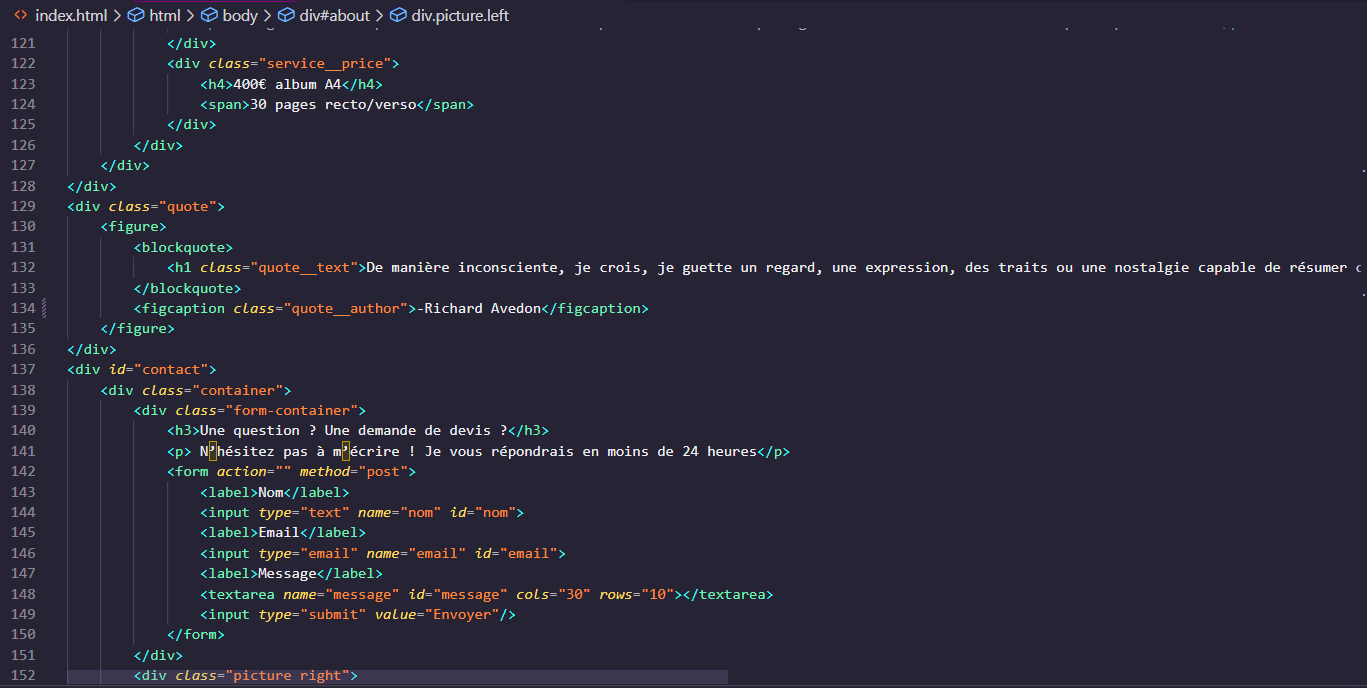 index.html > html > body > div#about > div.picture.left
121 </div>
122 <div class="service__price">
123 <h4>400€ album A4</h4>
124 <span>30 pages recto/verso</span>
125 </div>
126 </div>
127 </div>
128 </div>
129 <div class="quote">
130 <figure>
131 <blockquote>
132 <h1 class="quote__text">De manière inconsciente, je crois, je guette un regard, une expression, des traits ou une nostalgie capable de résumer
133 </blockquote>
134 <figcaption class="quote__author">-Richard Avedon</figcaption>
135 </figure>
136 </div>
137 <div id="contact">
138 <div class="container">
139 <div class="form-container">
140 <h3>Une question ? Une demande de devis ?</h3>
141 <p> N’hésitez pas à m’écrire ! Je vous répondrais en moins de 24 heures</p>
142 <form action="" method="post">
143 <label>Nom</label>
144 <input type="text" name="nom" id="nom">
145 <label>Email</label>
146 <input type="email" name="email" id="email">
147 <label>Message</label>
148 <textarea name="message" id="message" cols="30" rows="10"></textarea>
149 <input type="submit" value="Envoyer"/>
150 </form>
151 </div>
152 <div class="picture right">